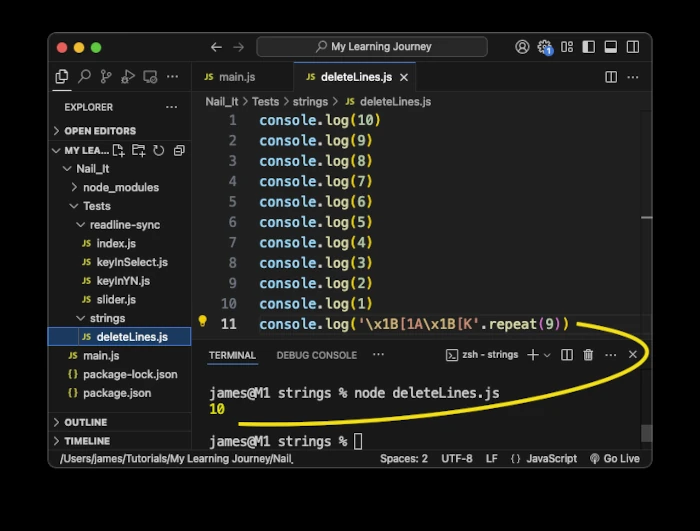 My Learning Journey
1
JS main.js
JS deleteLines.js
EXPLORER
Nail_It > Tests > strings > JS deleteLines.js
OPEN EDITORS
MY LEA...
Nail_It
node_modules
Tests
readline-sync
JS index.js
JS keyInSelect.js
JS keyInYN.js
JS slider.js
strings
JS deleteLines.js
JS main.js
package-lock.json
package.json
OUTLINE
TIMELINE
1 console.log(10)
2 console.log(9)
3 console.log(8)
4 console.log(7)
5 console.log(6)
6 console.log(5)
7 console.log(4)
8 console.log(3)
9 console.log(2)
10 console.log(1)
11 console.log('\x1B[1A\x1B[K'.repeat(9))
TERMINAL DEBUG CONSOLE ... zsh - strings
james@M1 strings % node deleteLines.js
10
james@M1 strings %
/Users/james/Tutorials/My Learning Journey/Nail_ Spaces: 2 UTF-8 LF {} JavaScript Go Live